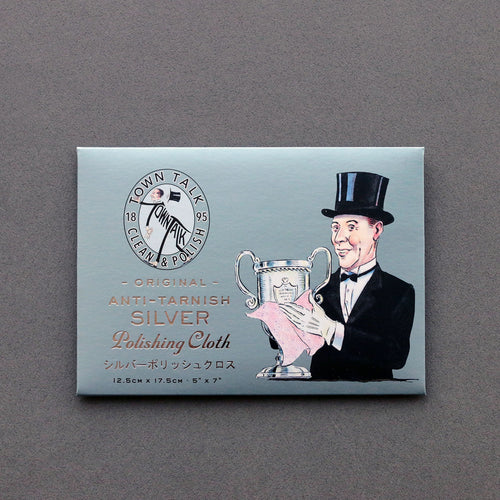 TOWN TALK
18 95
TOWN TALK
CLEAN & POLISH
- ORIGINAL -
ANTI-TARNISH
SILVER
Polishing Cloth
シルバーポリッシュクロス
12.5CM X 17.5CM · 5" X 7"